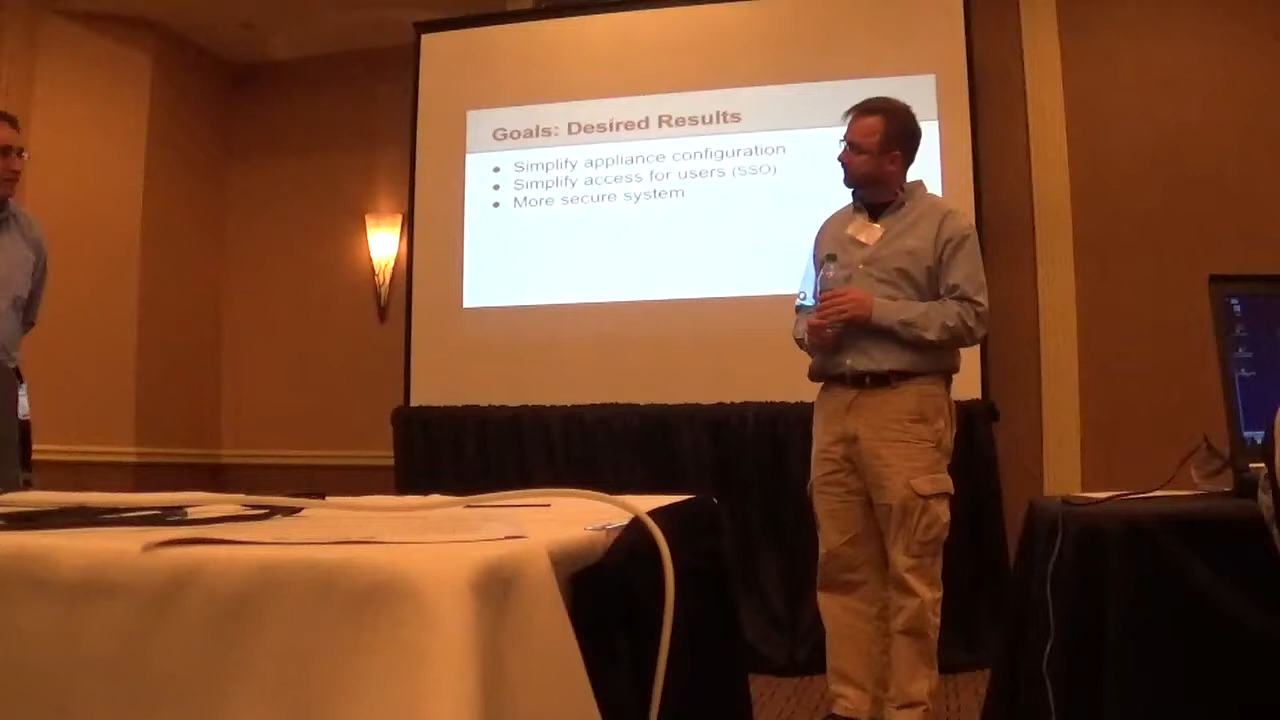 Goals: Desired Results
● Simplify appliance configuration
● Simplify access for users (SSO)
● More secure system